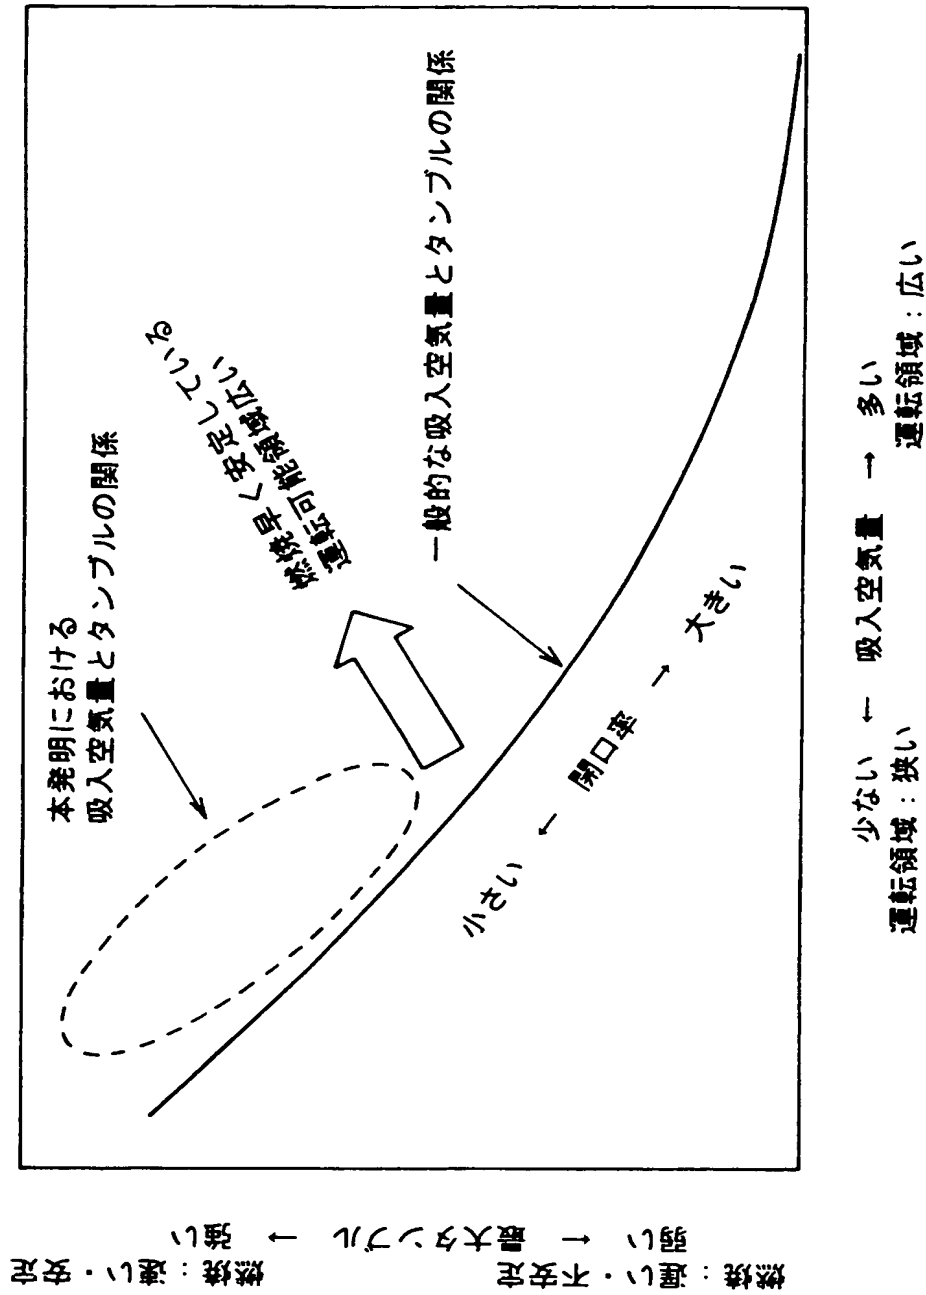 本発明における
吸入空気量とタンブルの関係
燃焼早く安定している
運転可能領域広い
一般的な吸入空気量とタンブルの関係
小さい ← 開口率 → 大きい
弱い ← 最大タンブル → 強い
燃焼:遅い・不安定
燃焼:速い・安定
少ない ← 吸入空気量 → 多い
運転領域:狭い
運転領域:広い